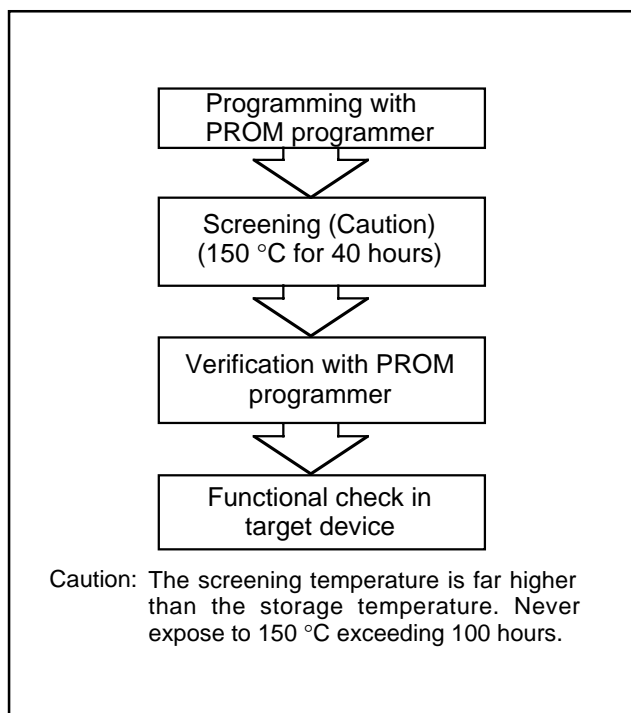 Programming with
PROM programmer
Screening (Caution)
(150 °C for 40 hours)
Verification with PROM
programmer
Functional check in
target device
Caution: The screening temperature is far higher
than the storage temperature. Never
expose to 150 °C exceeding 100 hours.